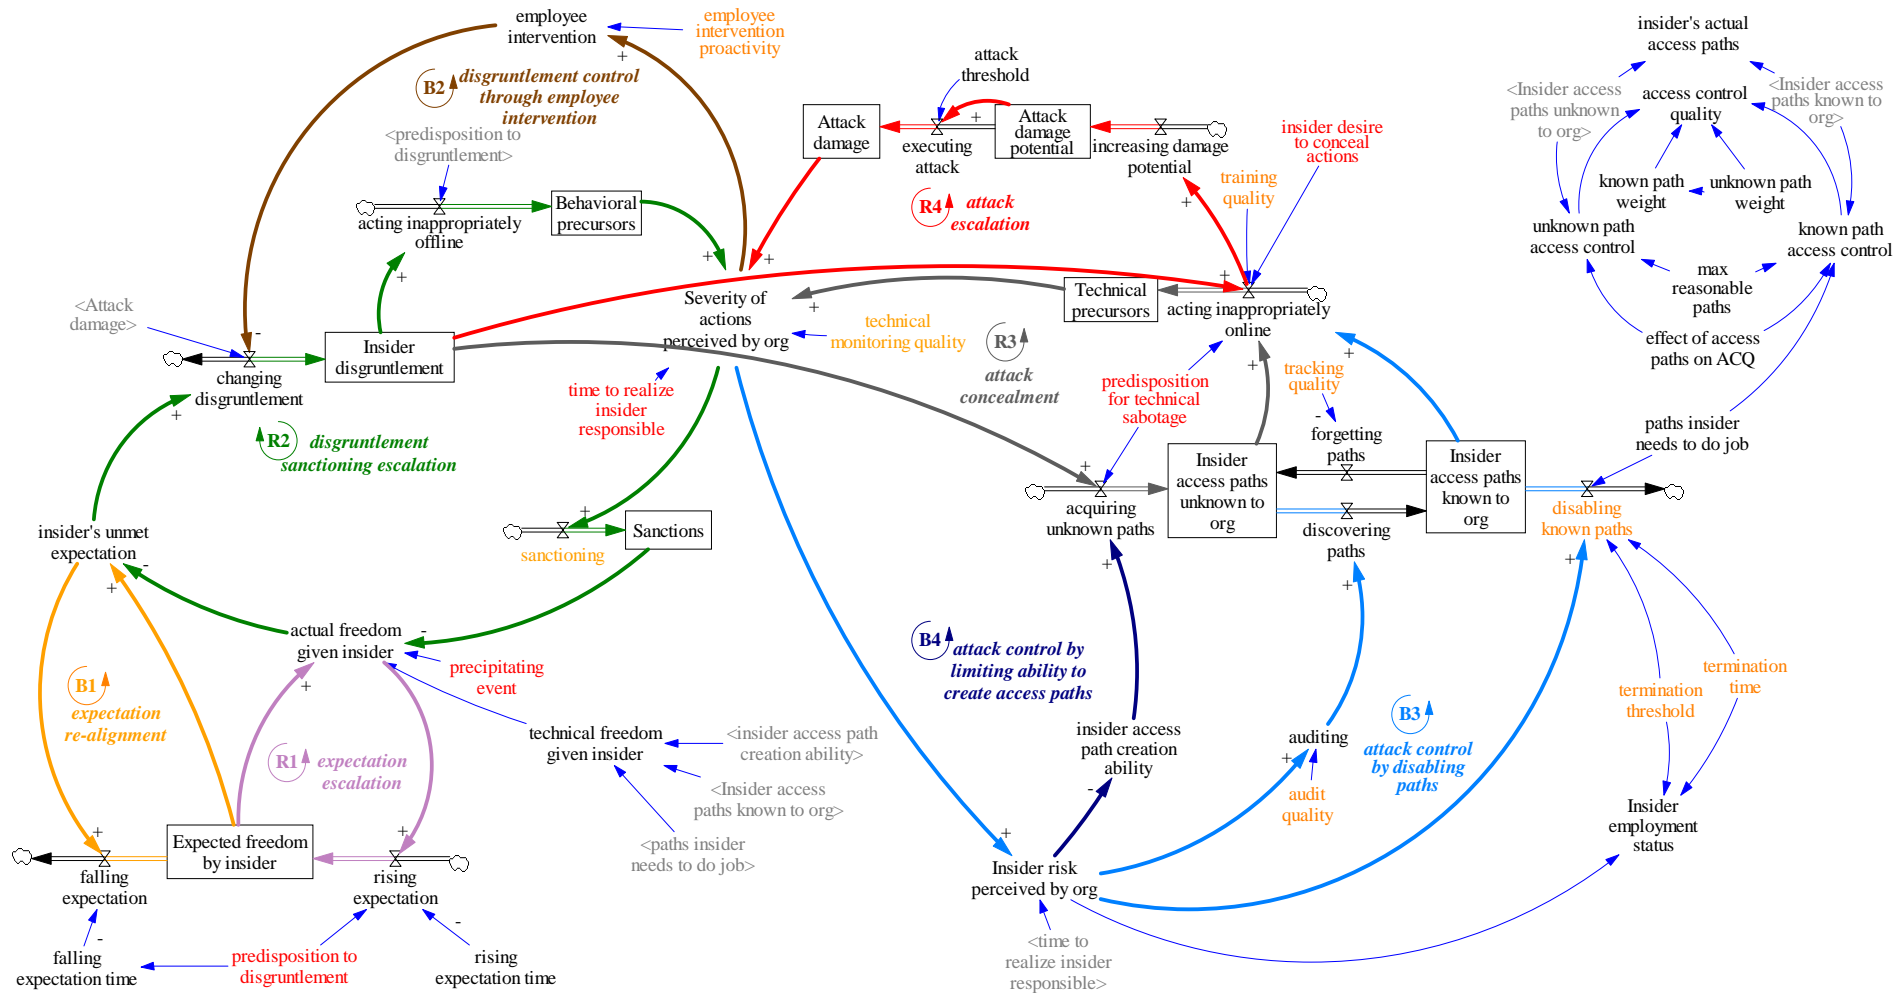 employee
intervention
employee
intervention
proactivity
B2
disgruntlement control
through employee
intervention
+
<predisposition to
disgruntlement>
acting inappropriately
offline
Behavioral
precursors
+
+
+
<Attack
damage>
-
changing
disgruntlement
+
Insider
disgruntlement
R2
disgruntlement
sanctioning escalation
Severity of
actions
perceived by org
+
technical
monitoring quality
time to realize
insider
responsible
attack
threshold
Attack
damage
+
executing
attack
Attack
damage
potential
increasing damage
potential
+
R4
attack
escalation
insider desire
to conceal
actions
training
quality
+
Technical
precursors
acting inappropriately
online
+
R3
attack
concealment
predisposition
for technical
sabotage
tracking
quality
+
-
forgetting
paths
+
acquiring
unknown paths
+
Insider
access paths
unknown to
org
discovering
paths
+
Insider
access paths
known to
org
disabling
known paths
+
paths insider
needs to do job
insider's actual
access paths
<Insider access
paths unknown
to org>
access control
quality
<Insider access
paths known to
org>
known path
weight
unknown path
weight
unknown path
access control
known path
access control
max
reasonable
paths
effect of access
paths on ACQ
insider's unmet
expectation
-
+
+
sanctioning
Sanctions
actual freedom
given insider
-
+
precipitating
event
B1
expectation
re-alignment
R1
expectation
escalation
technical freedom
given insider
<insider access path
creation ability>
<Insider access
paths known to org>
<paths insider
needs to do job>
+
falling
expectation
Expected freedom
by insider
+
rising
expectation
-
falling
expectation time
predisposition to
disgruntlement
-
rising
expectation time
B4
attack control by
limiting ability to
create access paths
insider access
path creation
ability
-
auditing
+
audit
quality
B3
attack control
by disabling
paths
termination
threshold
termination
time
Insider
employment
status
+
Insider risk
perceived by org
<time to
realize insider
responsible>